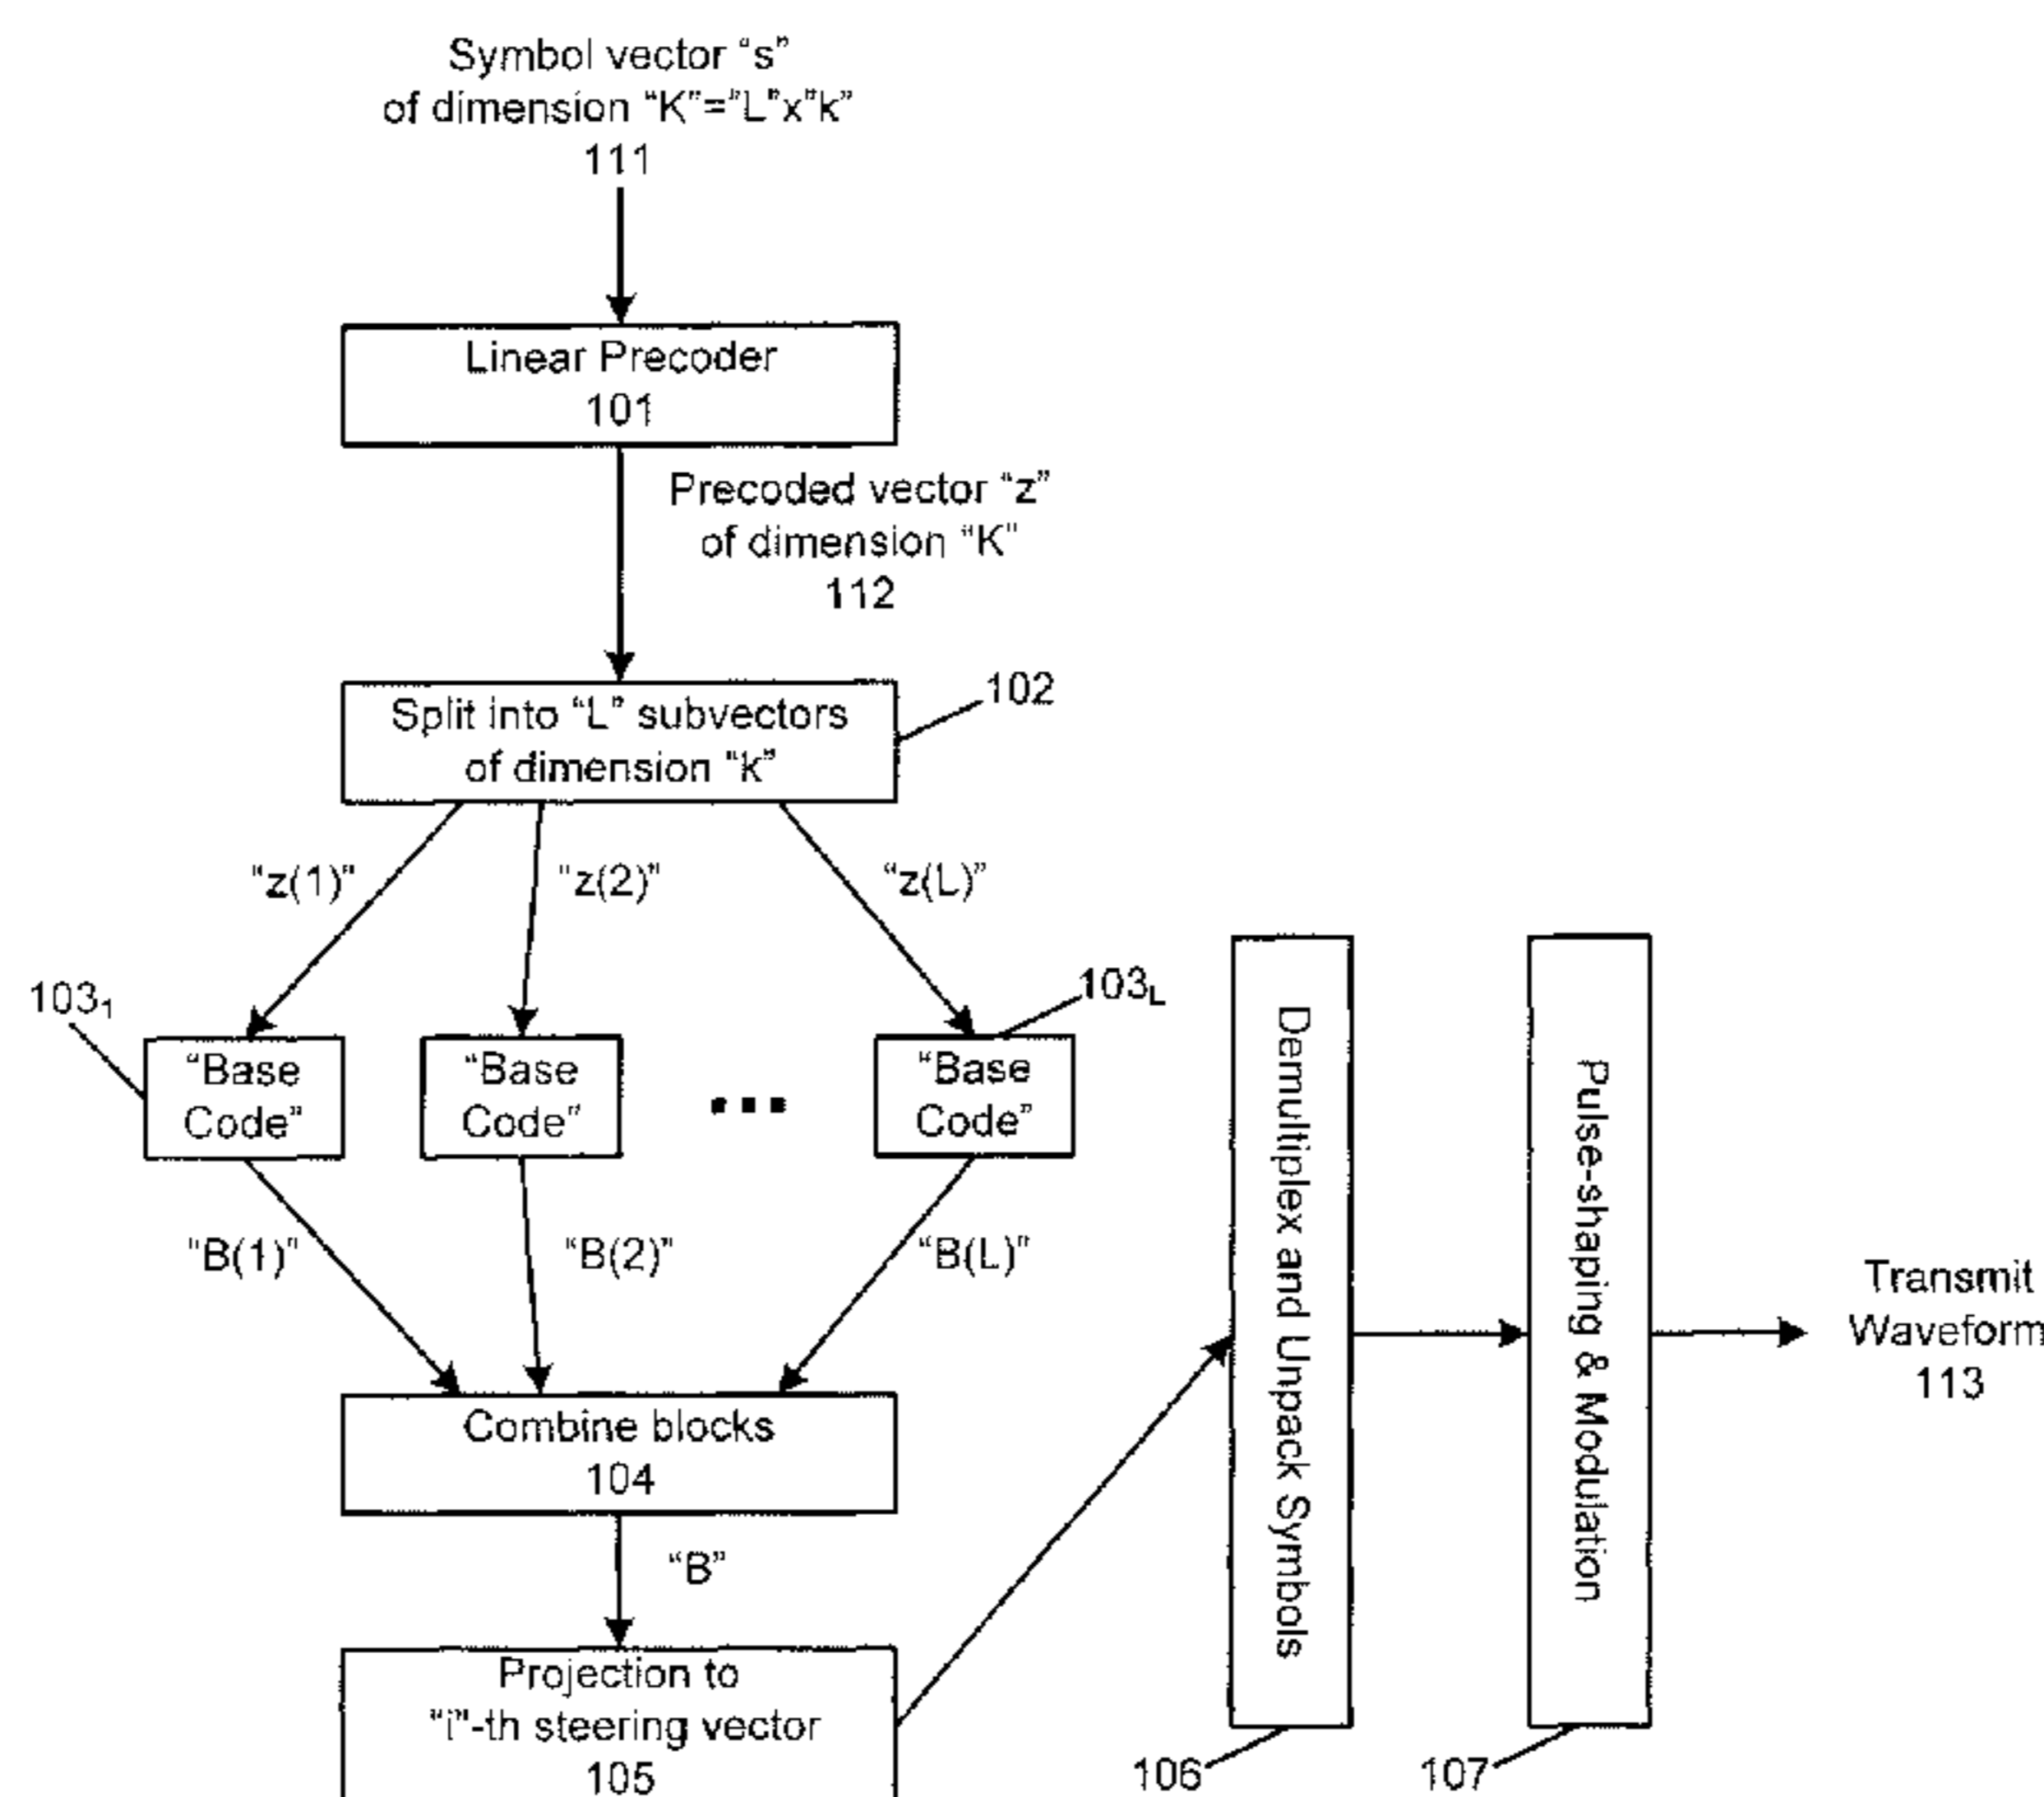 Symbol vector “s”
of dimension “K”=”L”x”k”
111
Linear Precoder
101
Precoded vector “z”
of dimension “K”
112
Split into “L” subvectors
of dimension “k”
102
“z(1)”
“z(2)”
“z(L)”
103₁
103L
“Base
Code”
“Base
Code”
“Base
Code”
“B(1)”
“B(2)”
“B(L)”
Combine blocks
104
“B”
Projection to
“i”-th steering vector
105
Demultiplex and Unpack Symbols
106
Pulse-shaping & Modulation
107
Transmit
Waveform
113